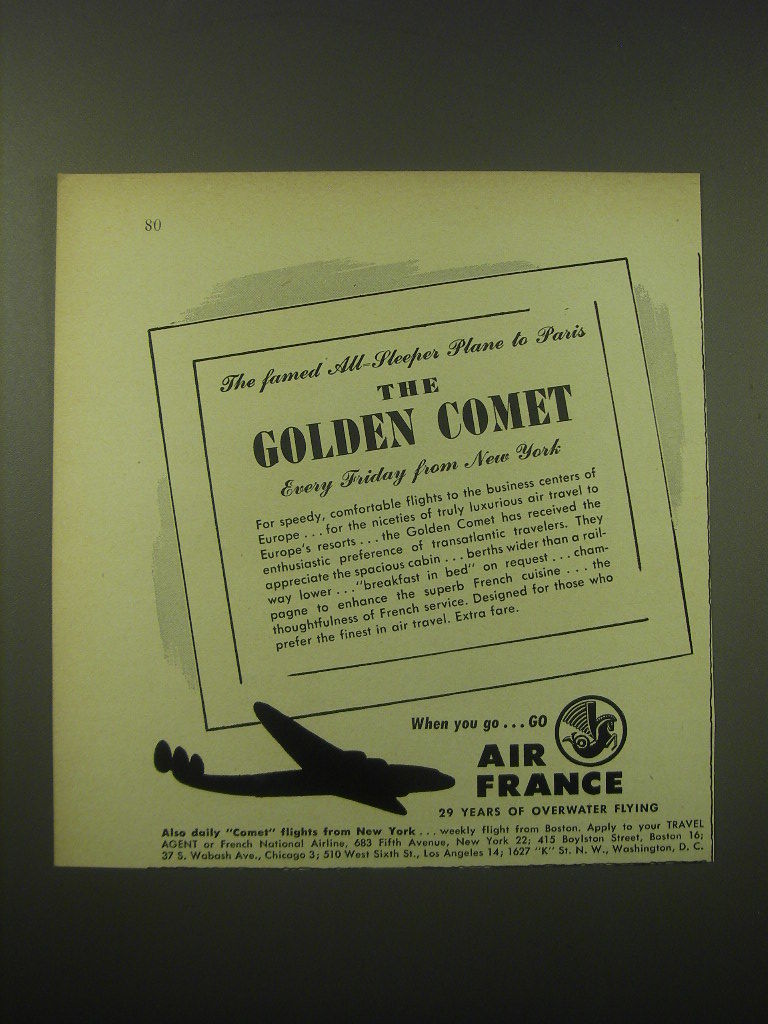 80
The famed All-Sleeper Plane to Paris
THE
GOLDEN COMET
Every Friday from New York
For speedy, comfortable flights to the business centers of
Europe . . . for the niceties of truly luxurious air travel to
Europe's resorts . . . the Golden Comet has received the
enthusiastic preference of transatlantic travelers. They
appreciate the spacious cabin . . . berths wider than a rail-
way lower . . . "breakfast in bed" on request . . . cham-
pagne to enhance the superb French cuisine . . . the
thoughtfulness of French service. Designed for those who
prefer the finest in air travel. Extra fare.
When you go . . . GO
AIR
FRANCE
29 YEARS OF OVERWATER FLYING
Also daily "Comet" flights from New York . . . weekly flight from Boston. Apply to your TRAVEL
AGENT or French National Airline, 683 Fifth Avenue, New York 22; 415 Boylston Street, Boston 16;
37 S. Wabash Ave., Chicago 3; 510 West Sixth St., Los Angeles 14; 1627 "K" St. N. W., Washington, D. C.